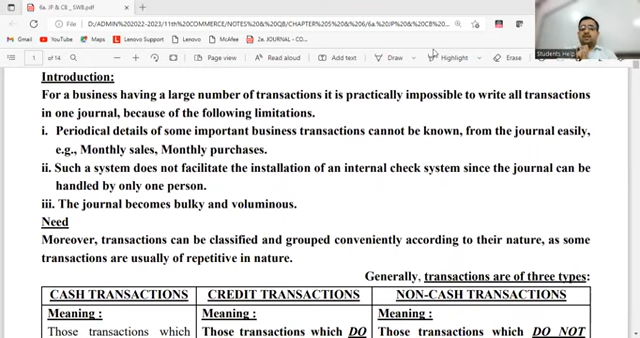 6a. JP & CB _ SWB.pdf
File D:/ADMIN%202022-2023/11th%20COMMERCE/NOTES%20&%20QB/CHAPTER%205%20&%206/6a.%20JP%20&%20CB%20_%20SWB...
Gmail YouTube Maps Lenovo Support Lenovo McAfee 2e. JOURNAL - CO...
Students Help
1 of 14 Page view Read aloud Add text Draw Highlight Erase
Introduction:
For a business having a large number of transactions it is practically impossible to write all transactions
in one journal, because of the following limitations.
i. Periodical details of some important business transactions cannot be known, from the journal easily,
e.g., Monthly sales, Monthly purchases.
ii. Such a system does not facilitate the installation of an internal check system since the journal can be
handled by only one person.
iii. The journal becomes bulky and voluminous.
Need
Moreover, transactions can be classified and grouped conveniently according to their nature, as some
transactions are usually of repetitive in nature.
Generally, transactions are of three types:
CASH TRANSACTIONS CREDIT TRANSACTIONS NON-CASH TRANSACTIONS
Meaning : Meaning : Meaning :
Those transactions which Those transactions which DO Those transactions which DO NOT